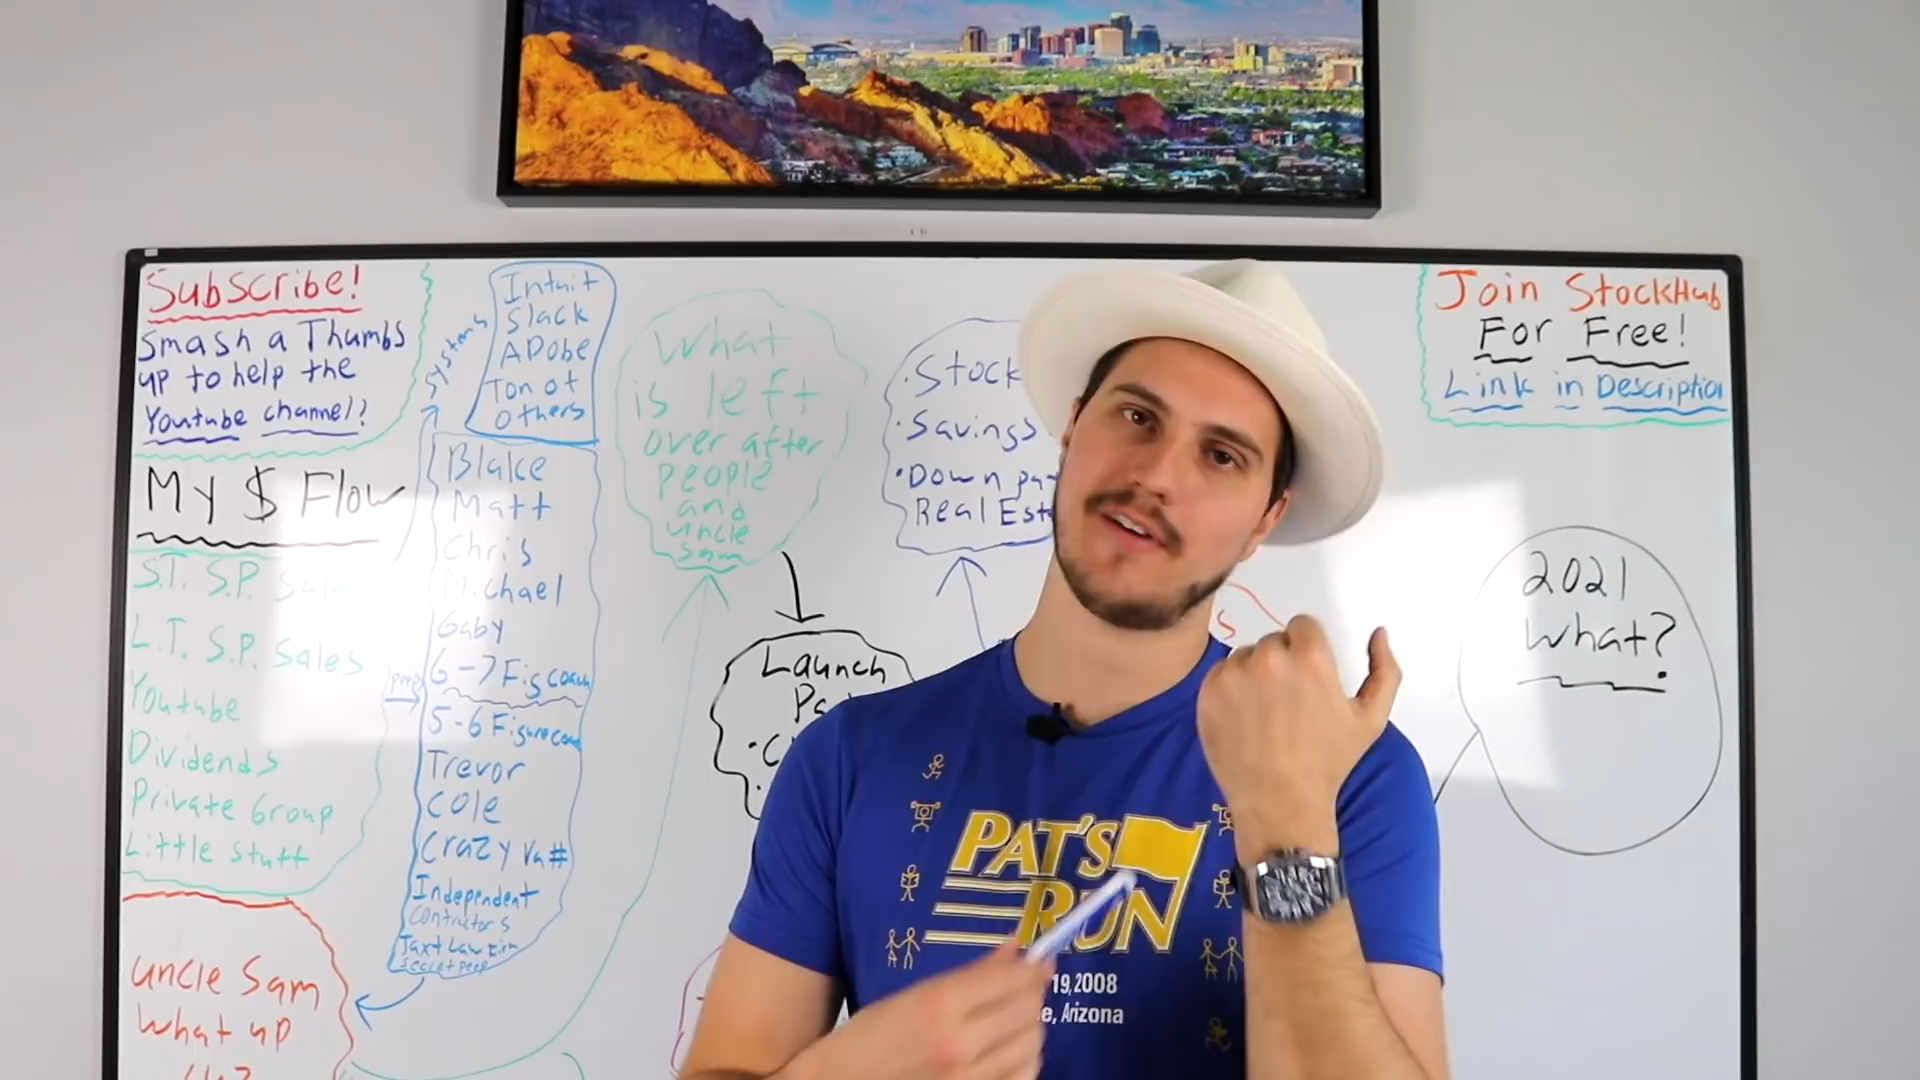 Subscribe!
Smash a Thumbs
up to help the
Youtube channel?
My $ Flow
S.T. S.P. Sale
L.T. S.P. Sales
Youtube
Dividends
Private Group
Little Stuff
Uncle Sam
What up
Systems
Intuit
Slack
ADobe
Ton of
others
peep
Blake
Matt
Chris
Michael
Gaby
6-7 Fig coach
5-6 Figure
Trevor
Cole
Crazy Va#
Independent
Contractors
Law Firm
Secret peep
What
is left
over after
people
and
uncle
Sam
Launch
• Stock
• Savings
• Down pa
Real Est
Join StockHub
For Free!
Link in Description
2021
What?
PAT'S
RUN
19,2008
e, Arizona